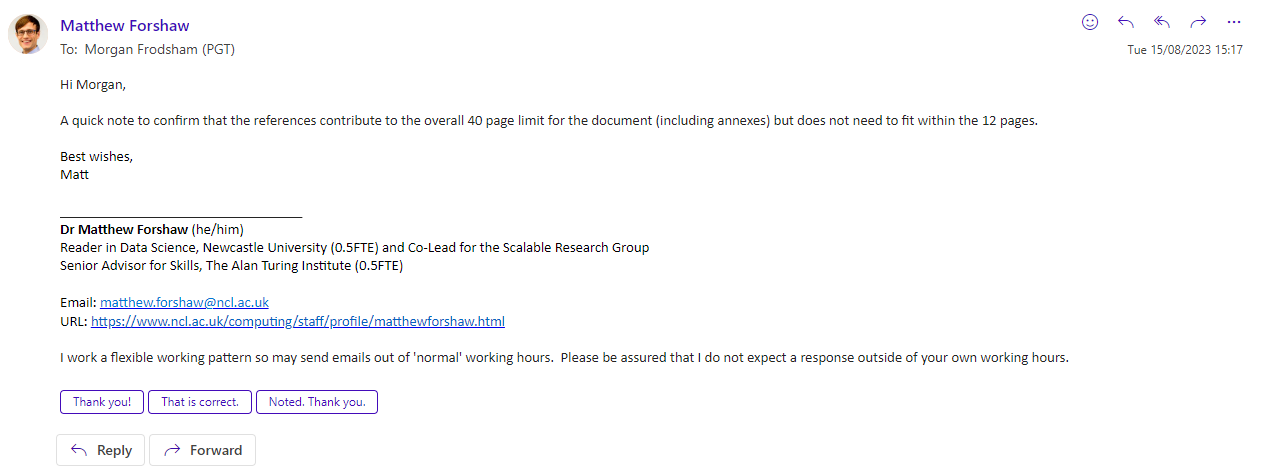 Matthew Forshaw
To: Morgan Frodsham (PGT)
Tue 15/08/2023 15:17
Hi Morgan,
A quick note to confirm that the references contribute to the overall 40 page limit for the document (including annexes) but does not need to fit within the 12 pages.
Best wishes,
Matt
Dr Matthew Forshaw (he/him)
Reader in Data Science, Newcastle University (0.5FTE) and Co-Lead for the Scalable Research Group
Senior Advisor for Skills, The Alan Turing Institute (0.5FTE)
Email: matthew.forshaw@ncl.ac.uk
URL: https://www.ncl.ac.uk/computing/staff/profile/matthewforshaw.html
I work a flexible working pattern so may send emails out of 'normal' working hours.  Please be assured that I do not expect a response outside of your own working hours.
Thank you! That is correct. Noted. Thank you.
Reply Forward